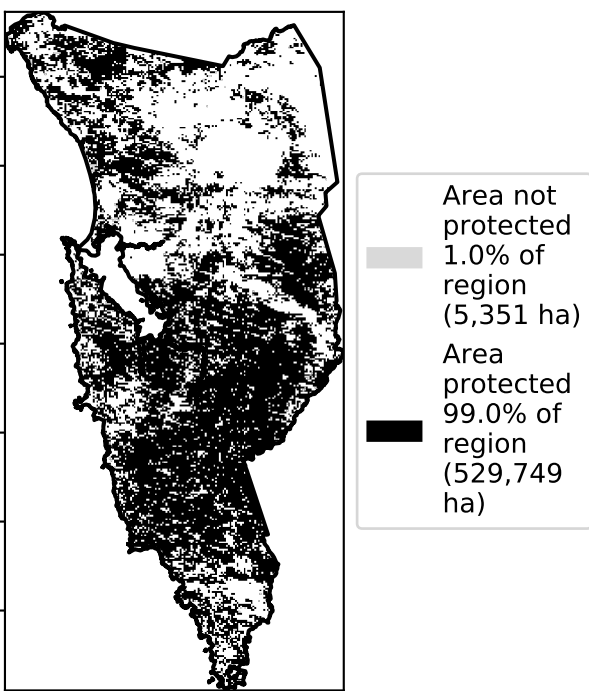 Area not
protected
1.0% of
region
(5,351 ha)
Area
protected
99.0% of
region
(529,749
ha)